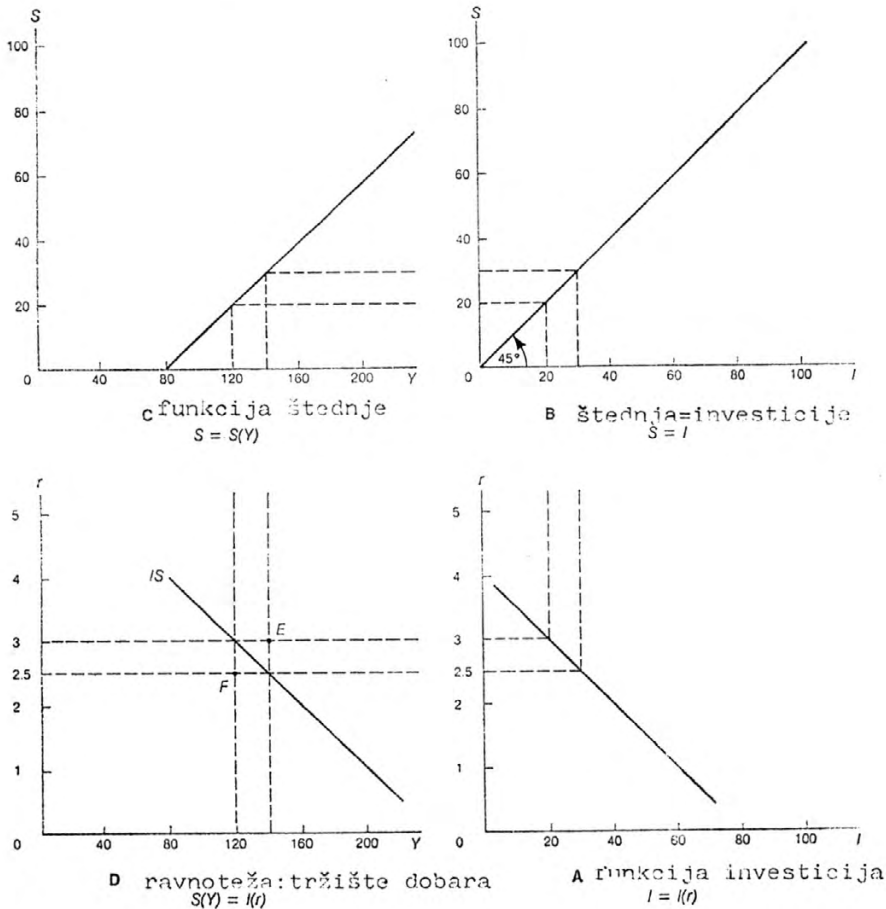 S
100
80
60
40
20
0
40
80
120
160
200
Y
C funkcija štednje
S = S(Y)
S
100
80
60
40
20
0
45°
20
40
60
80
100
I
B štednja=investicije
S = I
r
5
4
3
2.5
2
1
0
IS
E
F
40
80
120
160
200
Y
D ravnoteža:tržište dobara
S(Y) = I(r)
r
5
4
3
2.5
2
1
0
20
40
60
80
100
I
A funkcija investicija
I = I(r)